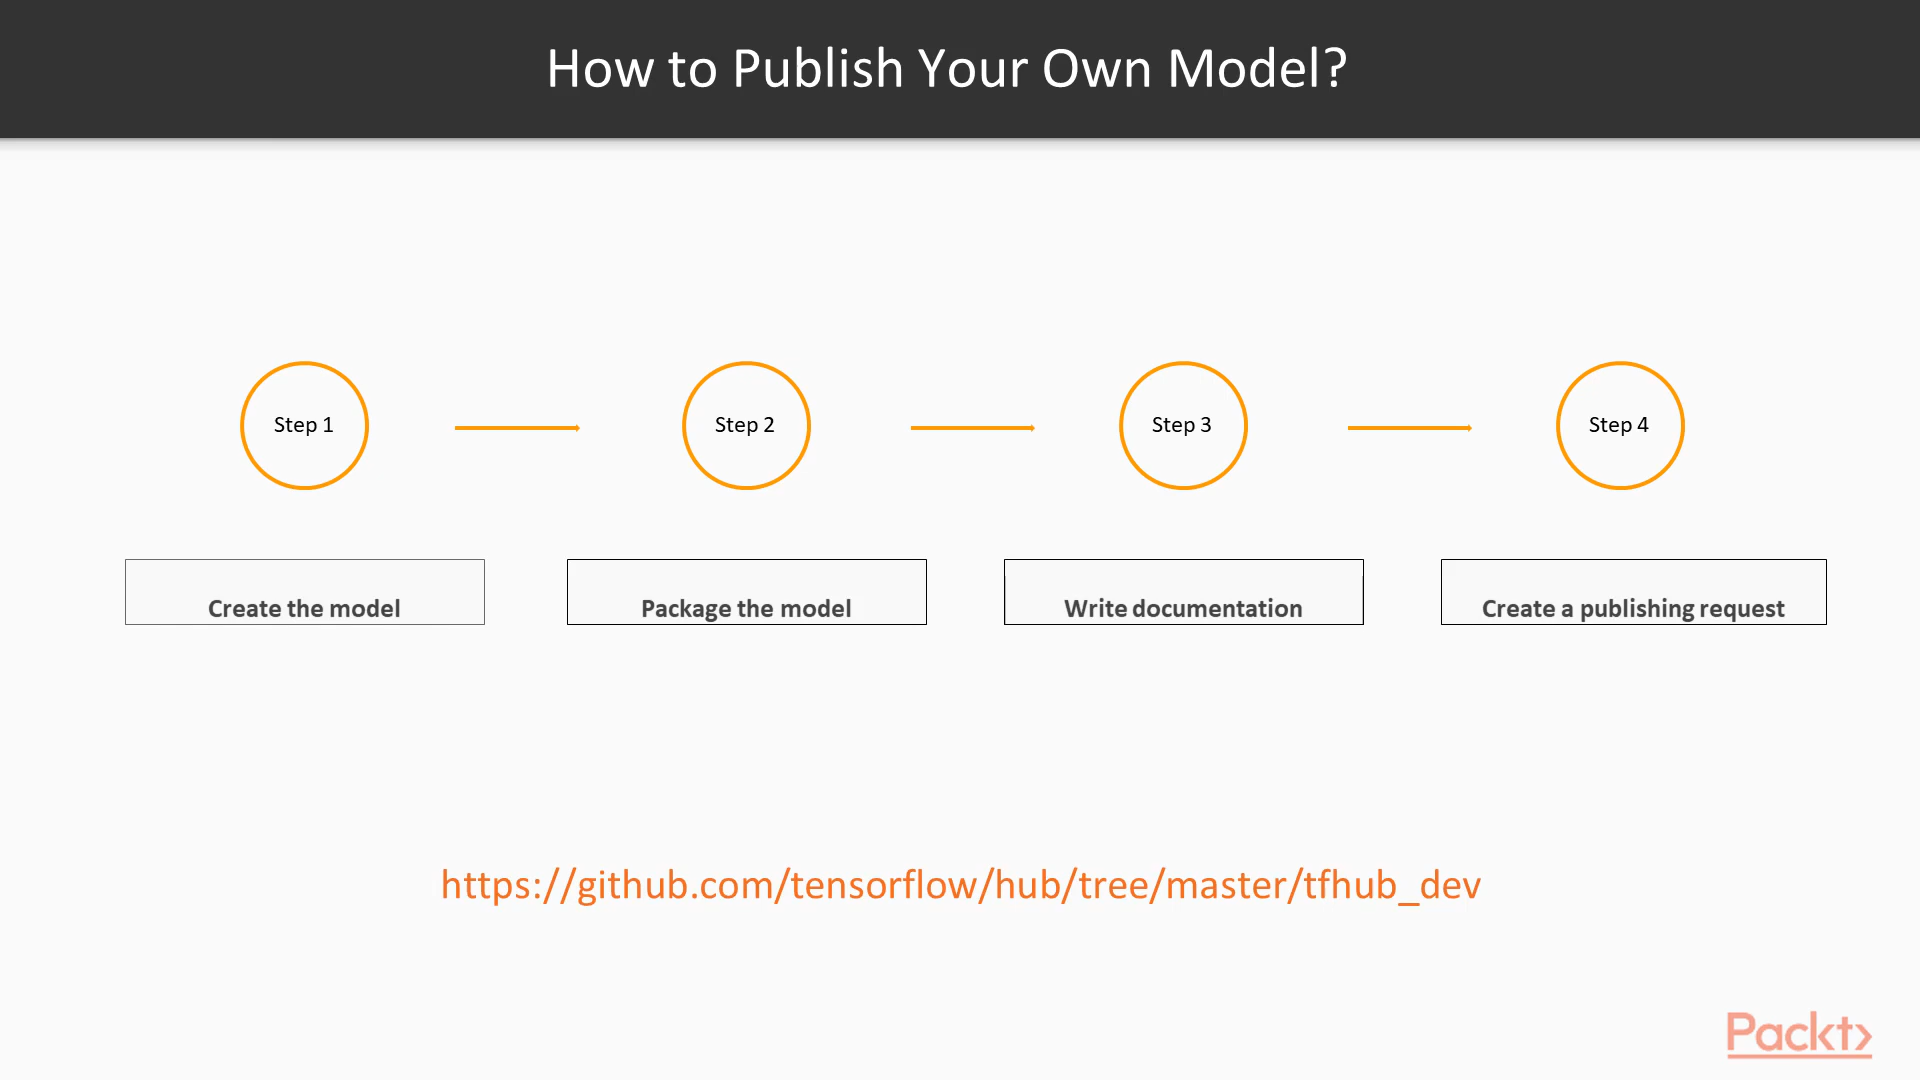 How to Publish Your Own Model?
Step 1
Step 2
Step 3
Step 4
Create the model
Package the model
Write documentation
Create a publishing request
https://github.com/tensorflow/hub/tree/master/tfhub_dev
Packt>